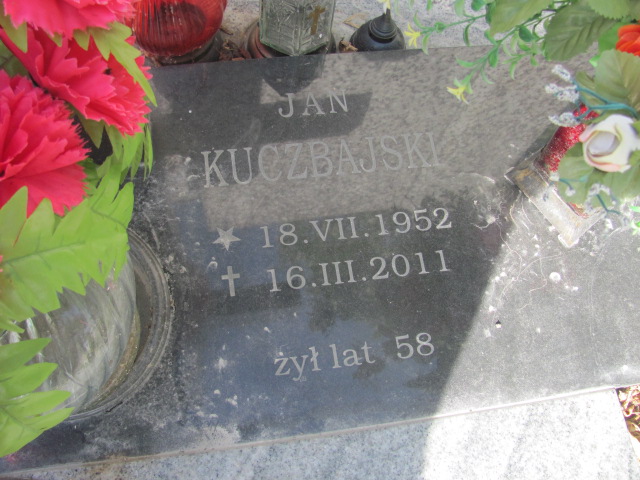 JAN
KUCZBAJSKI
18.VII.1952
16.III.2011
żył lat 58